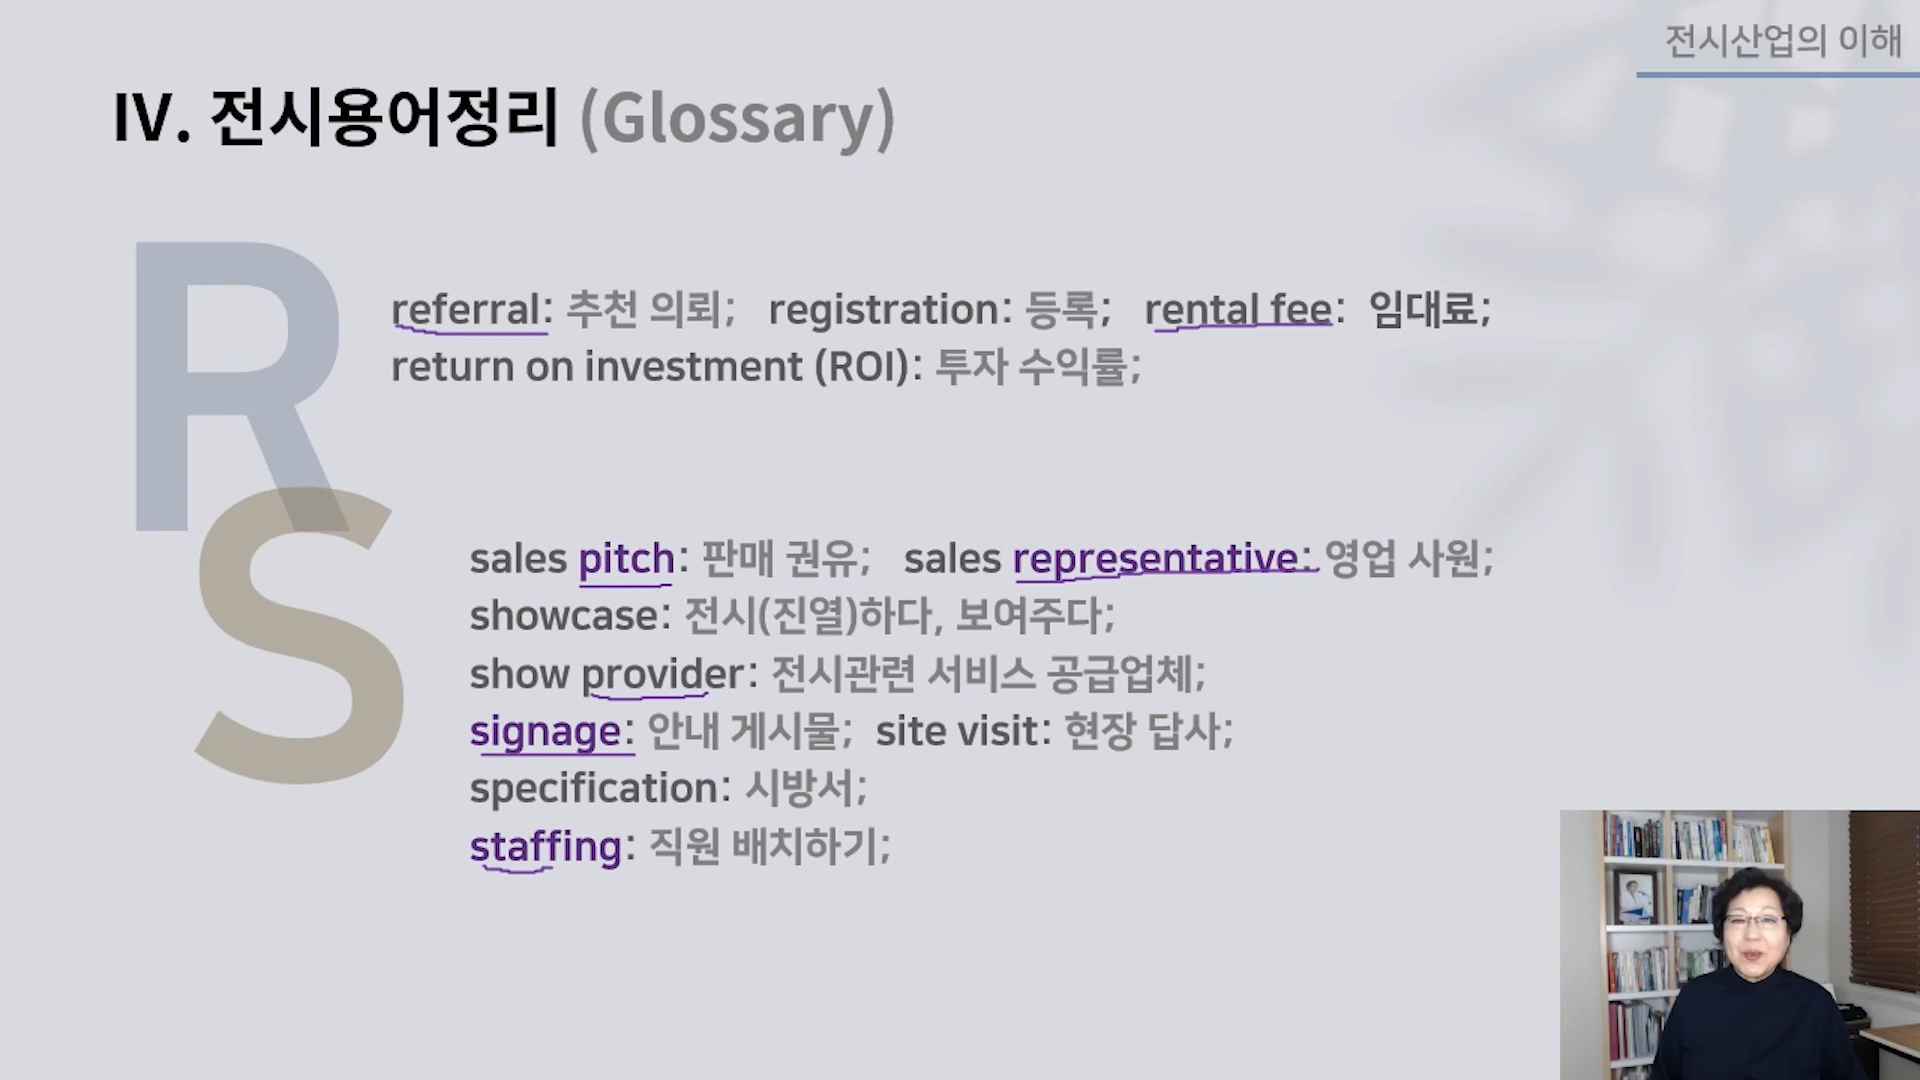 전시산업의 이해
IV. 전시용어정리 (Glossary)
R
referral: 추천 의뢰; registration: 등록; rental fee: 임대료;
return on investment (ROI): 투자 수익률;
S
sales pitch: 판매 권유; sales representative: 영업 사원;
showcase: 전시(진열)하다, 보여주다;
show provider: 전시관련 서비스 공급업체;
signage: 안내 게시물; site visit: 현장 답사;
specification: 시방서;
staffing: 직원 배치하기;